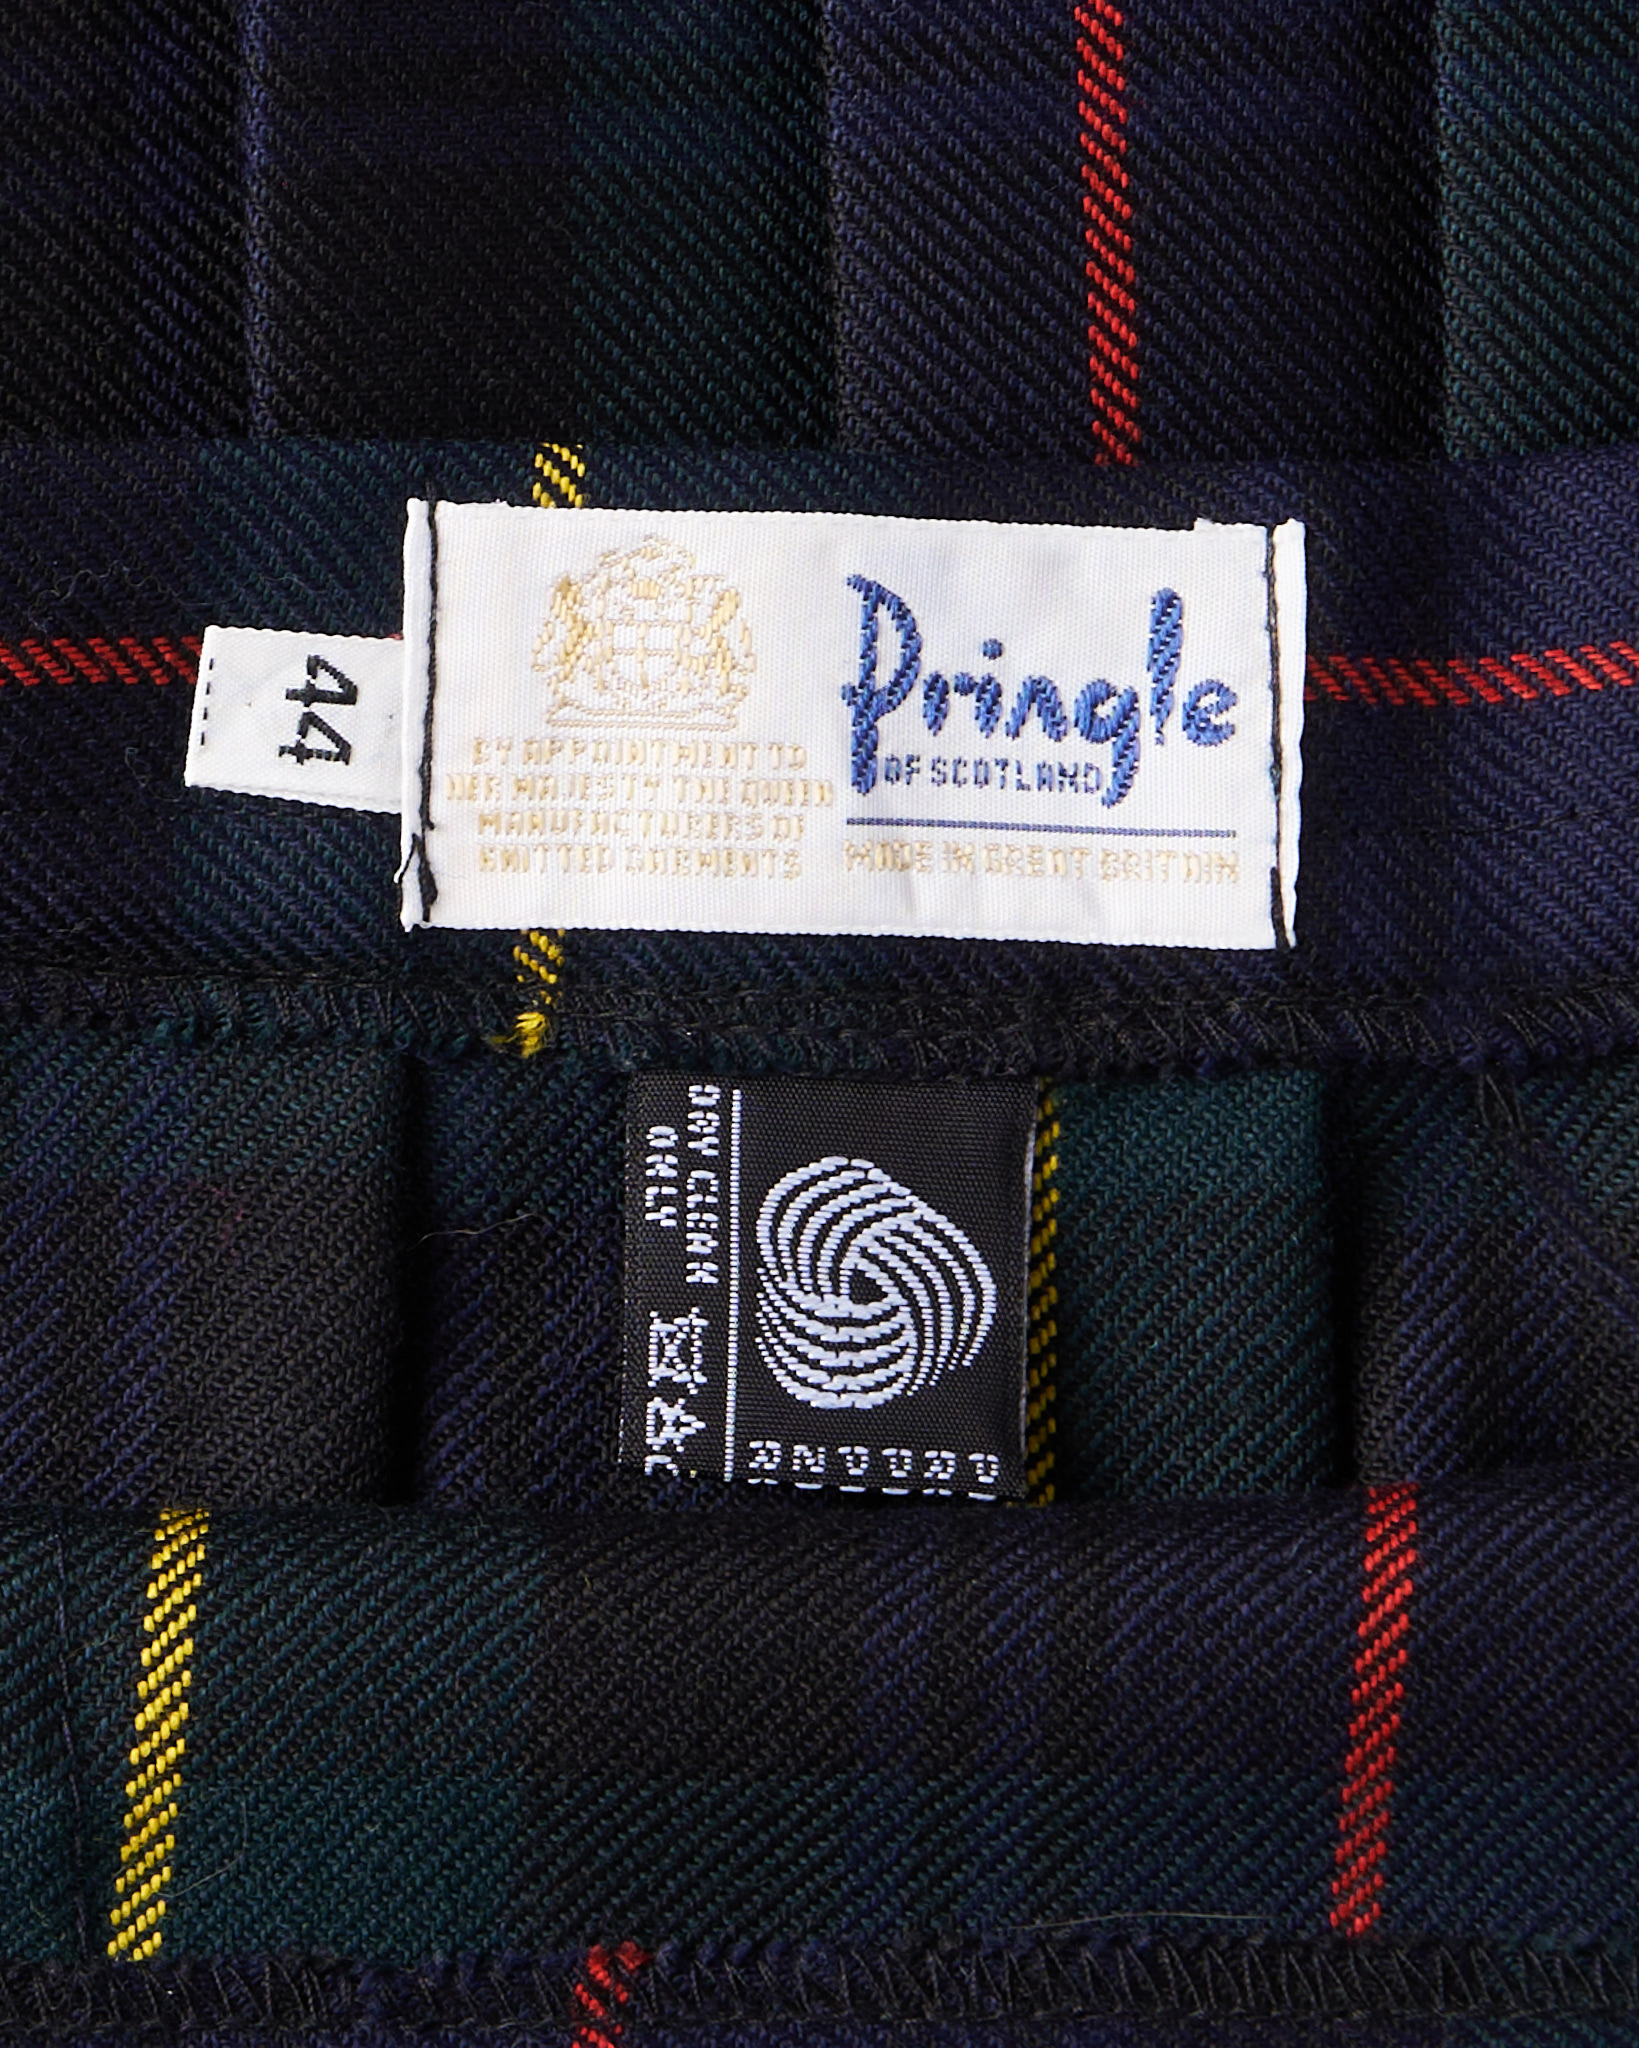 44
BY APPOINTMENT TO
HER MAJESTY THE QUEEN
MANUFACTURERS OF
KNITTED GARMENTS
Pringle
OF SCOTLAND
MADE IN GREAT BRITAIN
DRY CLEAN
ONLY